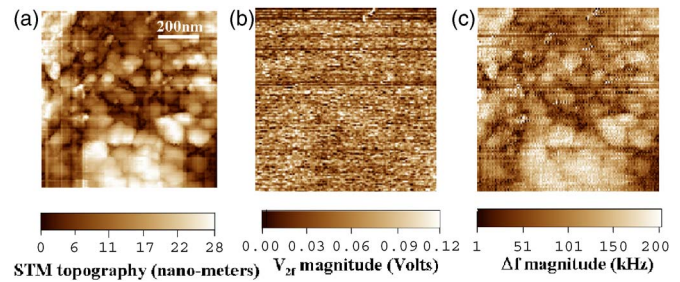 (a)
200nm
(b)
(c)
0 6 11 17 22 28
STM topography (nano-meters)
0.00 0.03 0.06 0.09 0.12
V2f magnitude (Volts)
1 51 101 151 200
Δf magnitude (kHz)